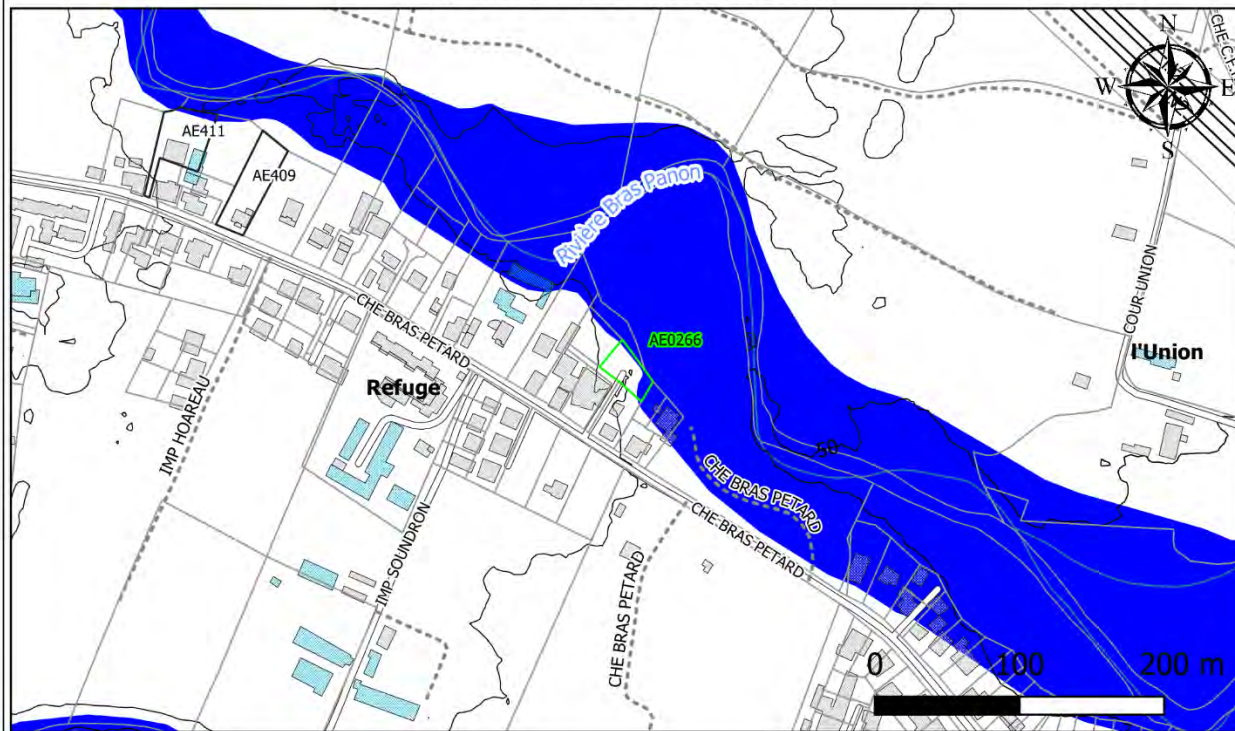 N
W
E
S
AE411
AE409
Rivière Bras Panon
CHE BRAS PETARD
AE0266
COUR UNION
l'Union
Refuge
IMP HOAREAU
CHE BRAS PETARD
50
CHE BRAS PETARD
IMP SOUNDRON
CHE BRAS PETARD
0
100
200 m